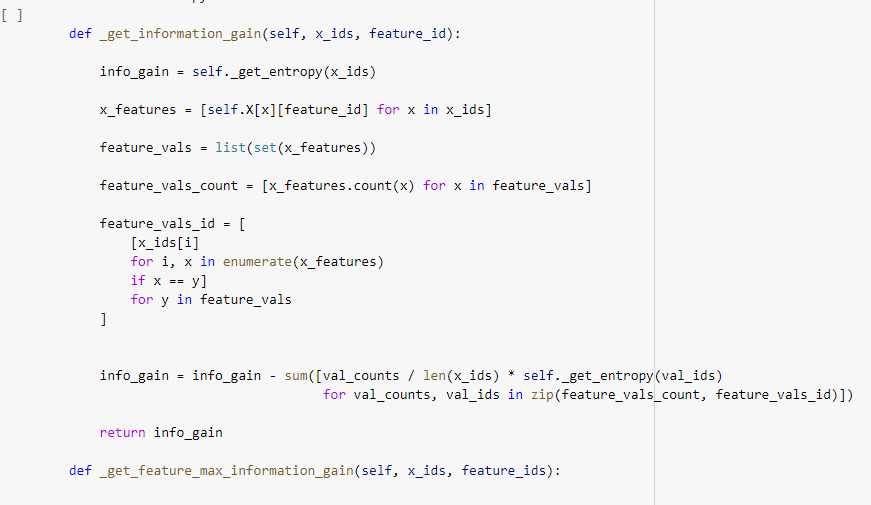 [ ]
def _get_information_gain(self, x_ids, feature_id):
info_gain = self._get_entropy(x_ids)
x_features = [self.X[x][feature_id] for x in x_ids]
feature_vals = list(set(x_features))
feature_vals_count = [x_features.count(x) for x in feature_vals]
feature_vals_id = [
[x_ids[i]
for i, x in enumerate(x_features)
if x == y]
for y in feature_vals
]
info_gain = info_gain - sum([val_counts / len(x_ids) * self._get_entropy(val_ids)
for val_counts, val_ids in zip(feature_vals_count, feature_vals_id)])
return info_gain
def _get_feature_max_information_gain(self, x_ids, feature_ids):